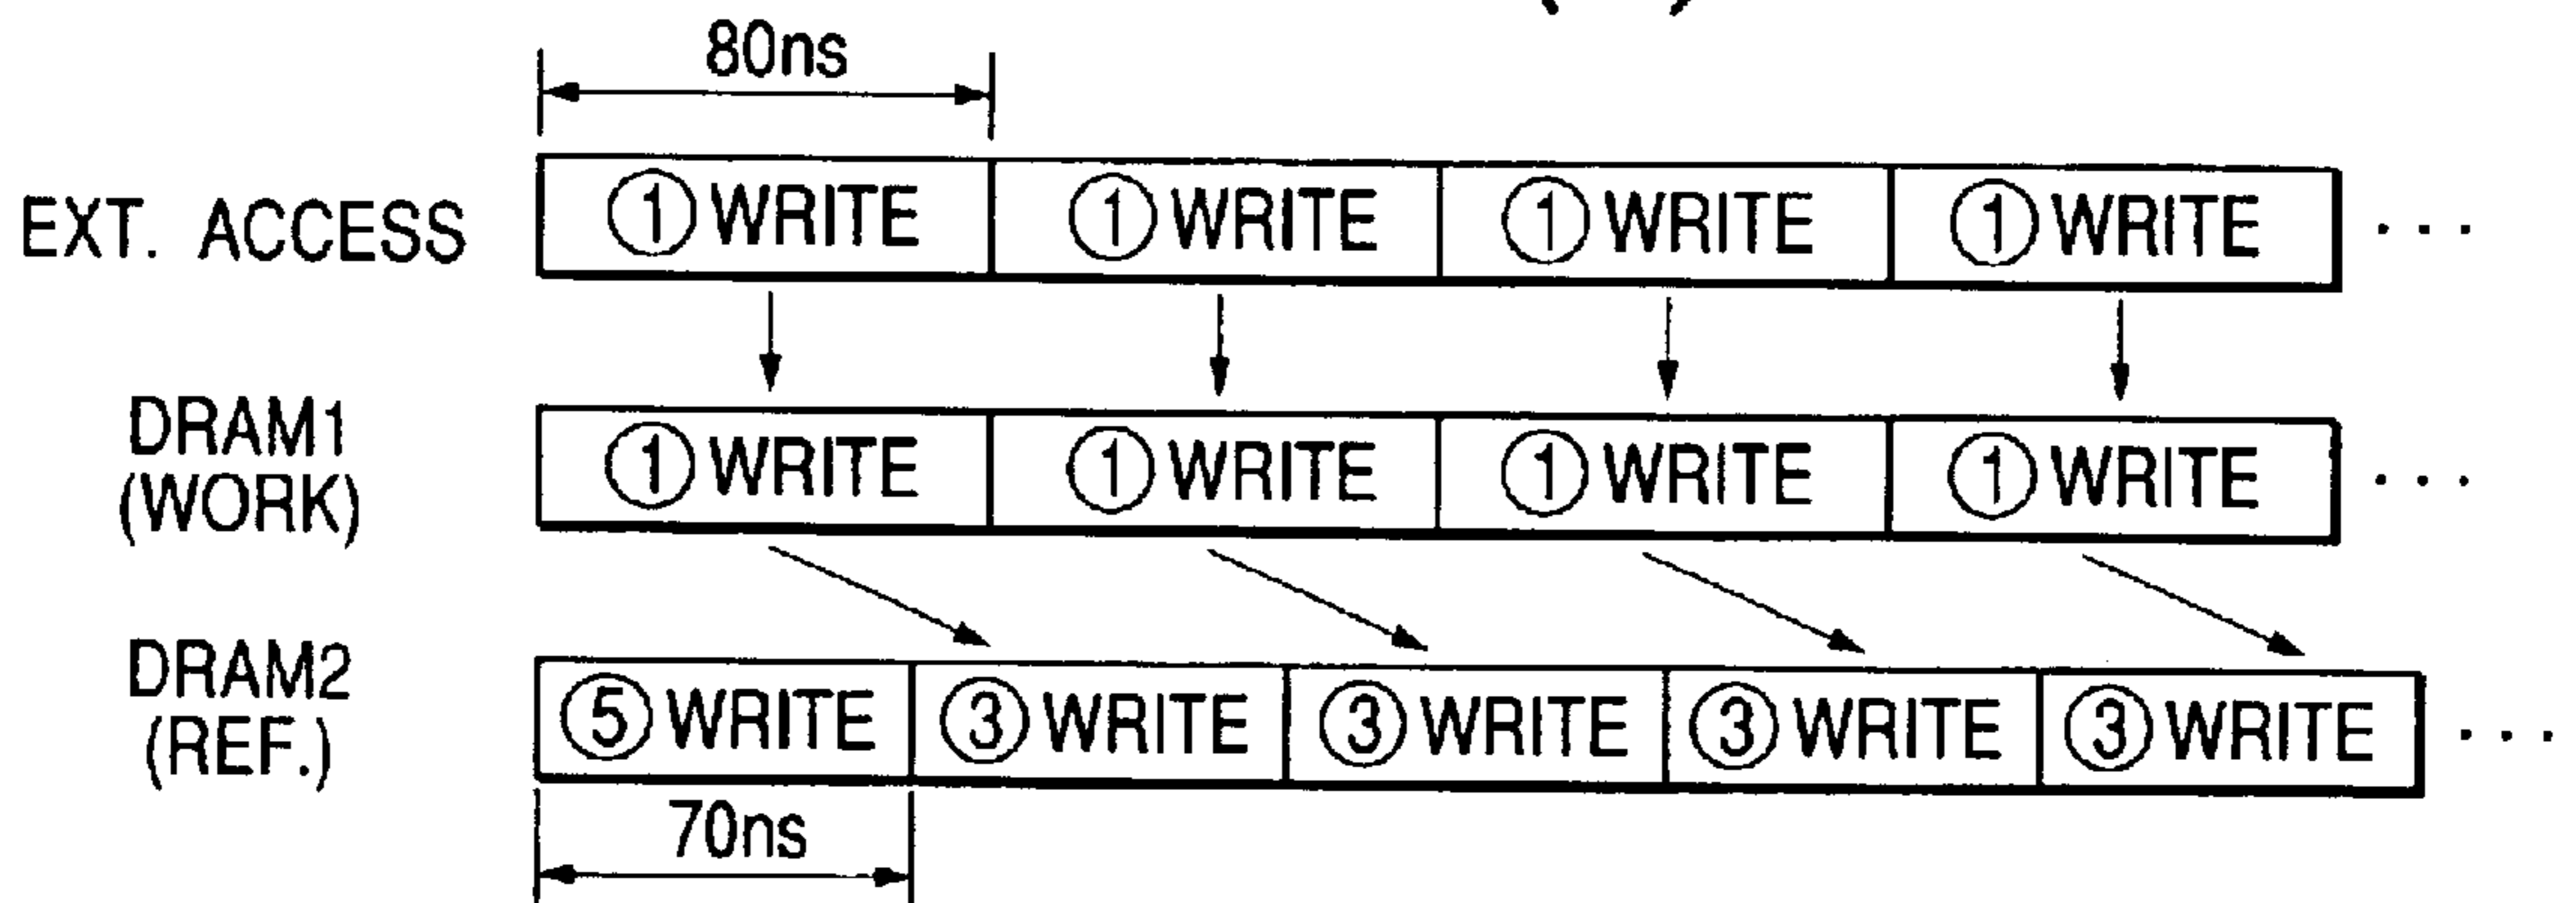 80ns
EXT. ACCESS ① WRITE ① WRITE ① WRITE ① WRITE ...
DRAM1
(WORK) ① WRITE ① WRITE ① WRITE ① WRITE ...
DRAM2
(REF.) ⑤ WRITE ③ WRITE ③ WRITE ③ WRITE ③ WRITE ...
70ns